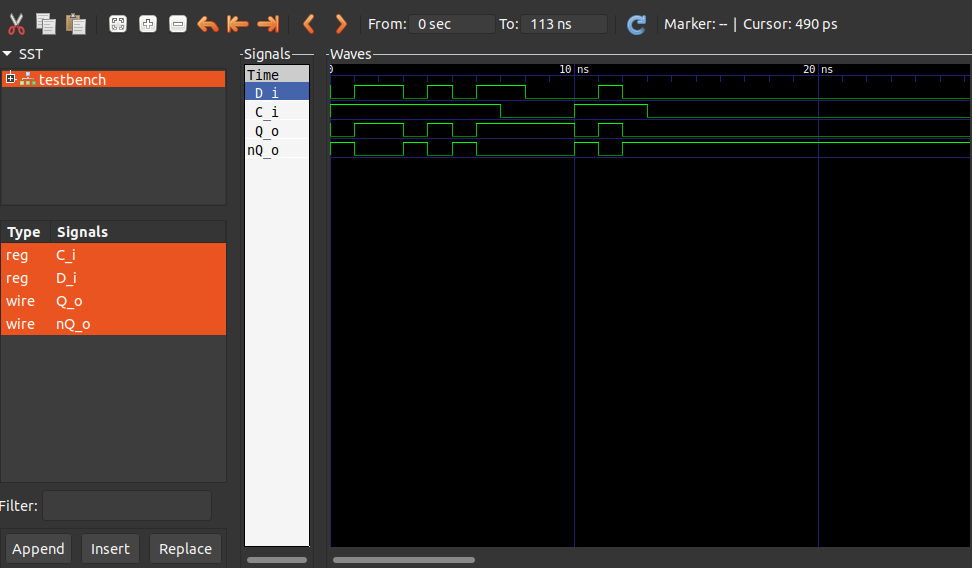 From: 0 sec To: 113 ns Marker: -- | Cursor: 490 ps
SST
testbench
Type Signals
reg C_i
reg D_i
wire Q_o
wire nQ_o
Filter:
Append Insert Replace
Signals
Time
D_i
C_i
Q_o
nQ_o
Waves
0 10 ns 20 ns